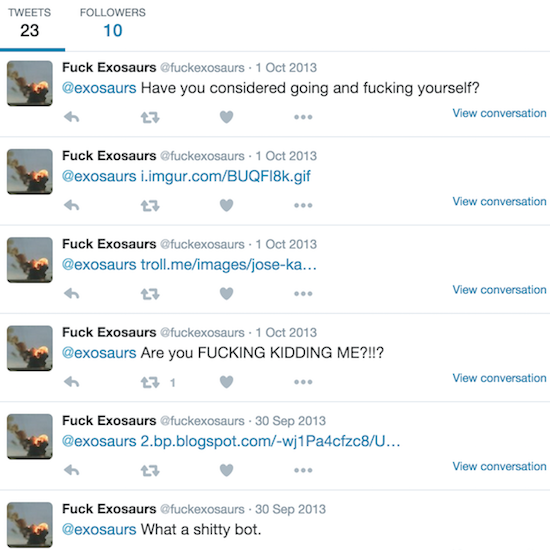 TWEETS FOLLOWERS
23 10
Fuck Exosaurs @fuckexosaurs · 1 Oct 2013
@exosaurs Have you considered going and fucking yourself?
View conversation
Fuck Exosaurs @fuckexosaurs · 1 Oct 2013
@exosaurs i.imgur.com/BUQFl8k.gif
View conversation
Fuck Exosaurs @fuckexosaurs · 1 Oct 2013
@exosaurs troll.me/images/jose-ka…
View conversation
Fuck Exosaurs @fuckexosaurs · 1 Oct 2013
@exosaurs Are you FUCKING KIDDING ME?!!?
1 View conversation
Fuck Exosaurs @fuckexosaurs · 30 Sep 2013
@exosaurs 2.bp.blogspot.com/-wj1Pa4cfzc8/U…
View conversation
Fuck Exosaurs @fuckexosaurs · 30 Sep 2013
@exosaurs What a shitty bot.